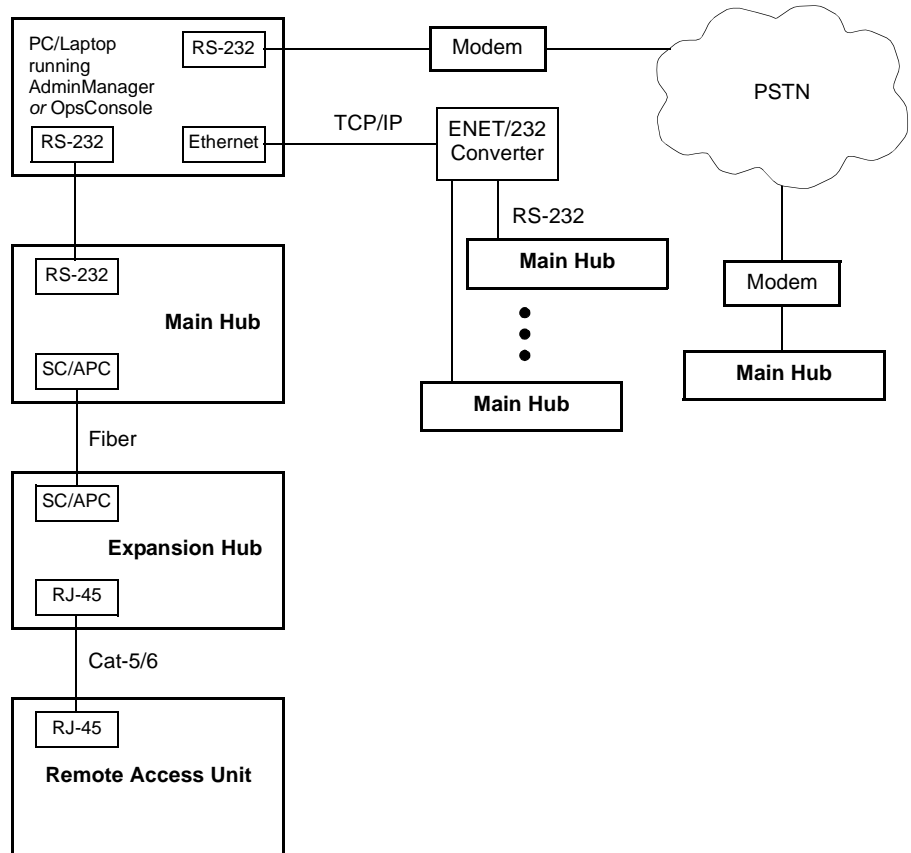 PC/Laptop
running
AdminManager
or OpsConsole
RS-232
RS-232
Ethernet
Modem
PSTN
TCP/IP
ENET/232
Converter
RS-232
Main Hub
Main Hub
Modem
Main Hub
RS-232
Main Hub
SC/APC
Fiber
SC/APC
Expansion Hub
RJ-45
Cat-5/6
RJ-45
Remote Access Unit